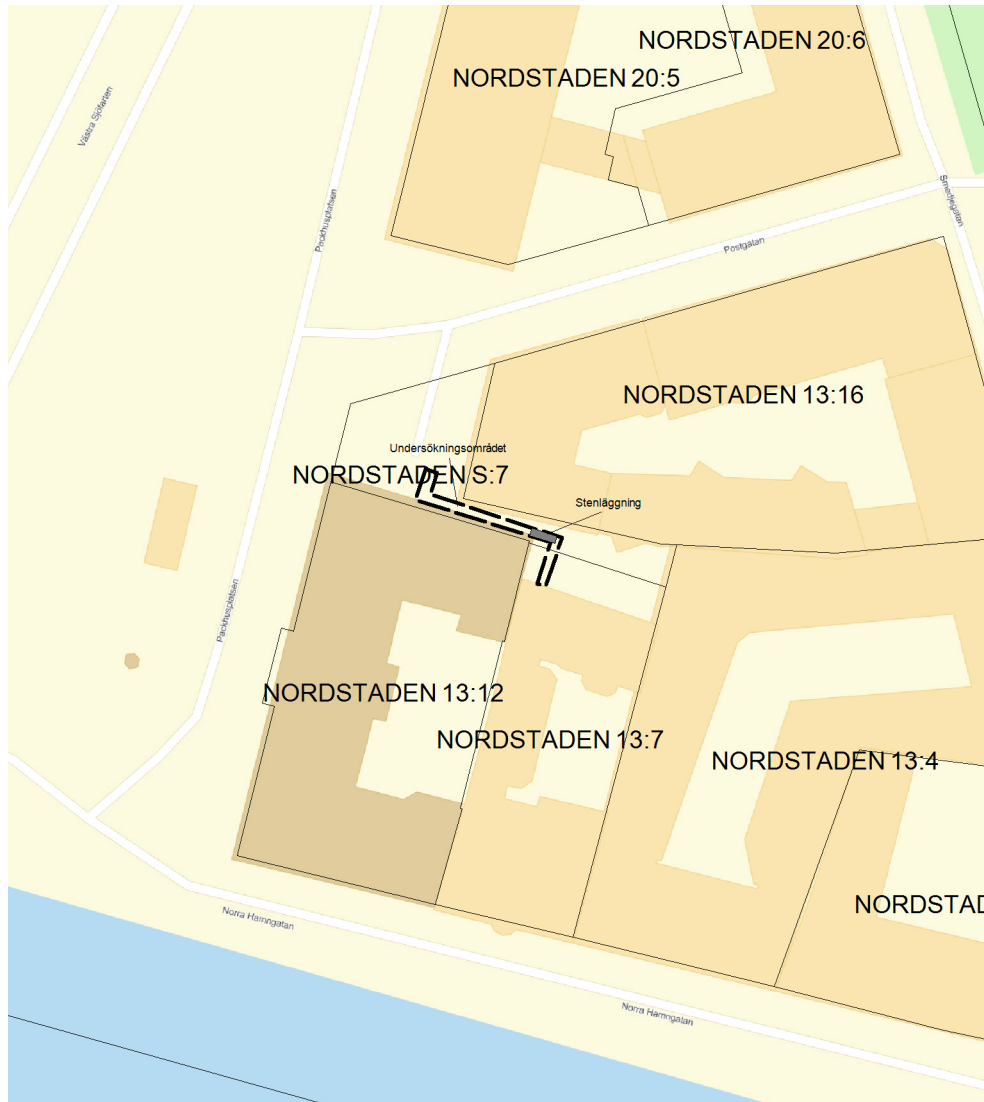 NORDSTADEN 20:6
NORDSTADEN 20:5
Västra Sjöfarten
Packhusplatsen
Smedjegatan
Postgatan
NORDSTADEN 13:16
Undersökningsområdet
NORDSTADEN S:7
Stenläggning
Packhusplatsen
NORDSTADEN 13:12
NORDSTADEN 13:7
NORDSTADEN 13:4
NORDSTAD
Norra Hamngatan
Norra Hamngatan